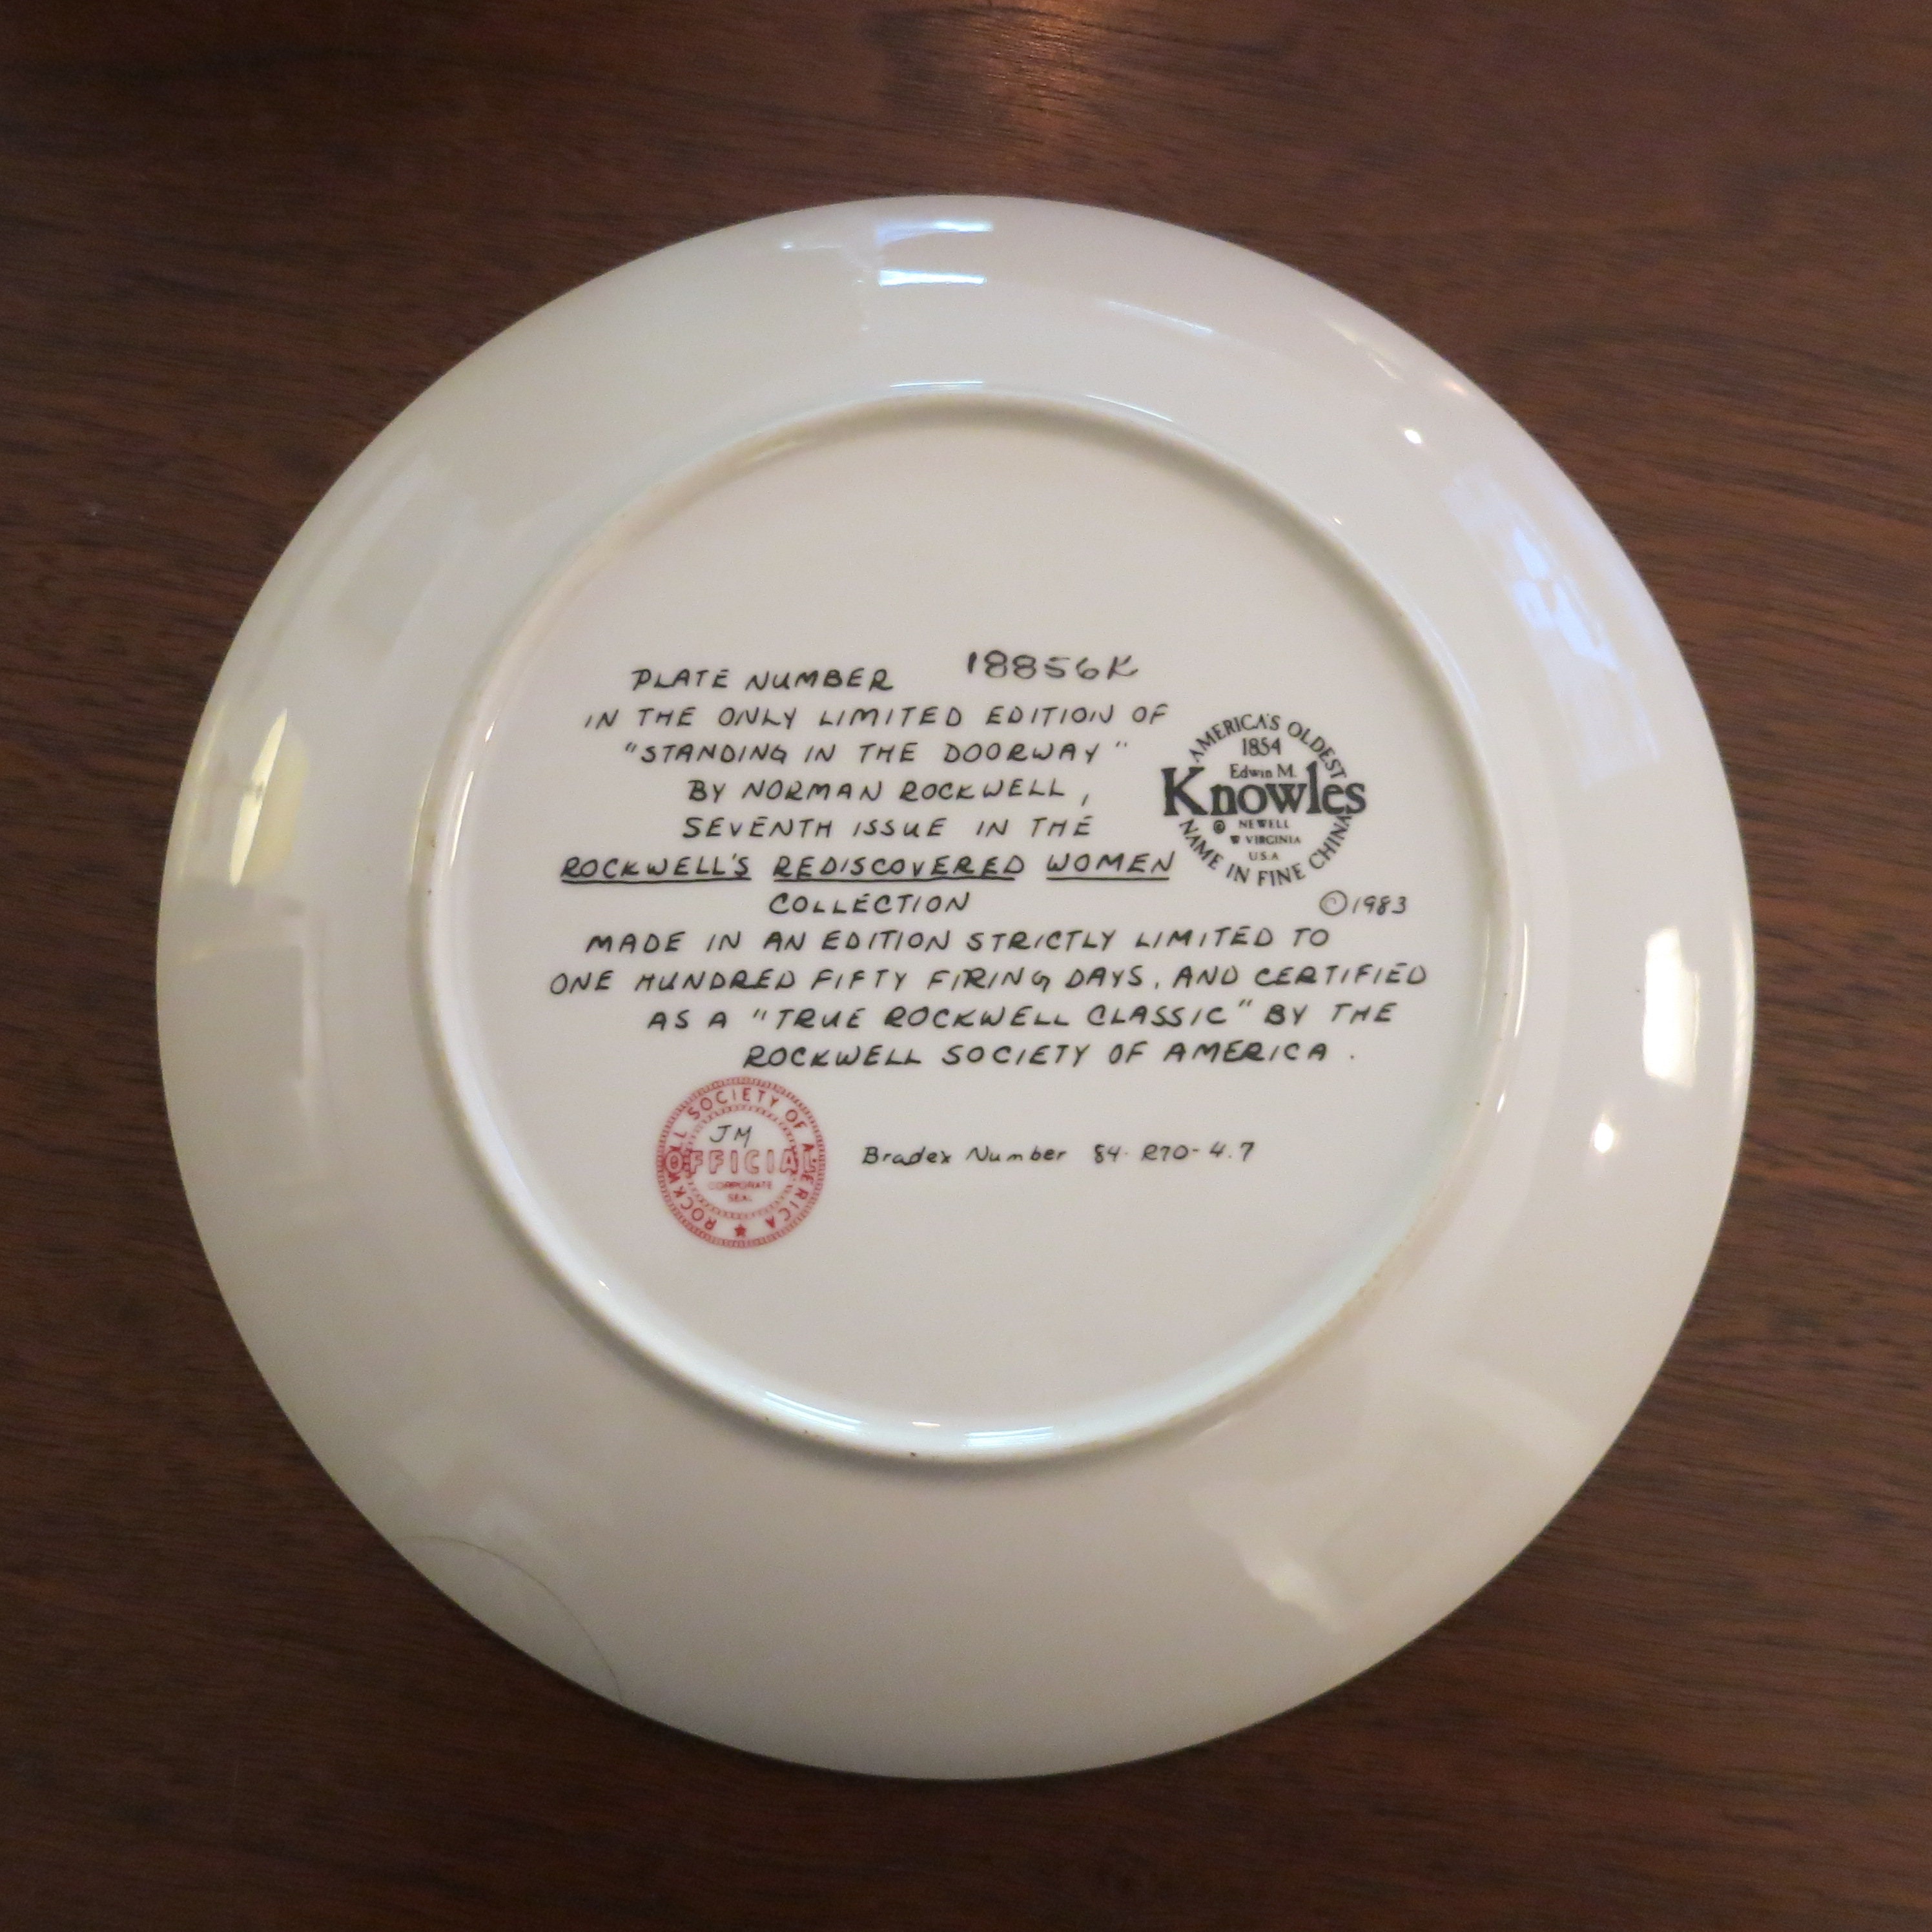 PLATE NUMBER 18856K
IN THE ONLY LIMITED EDITION OF
"STANDING IN THE DOORWAY"
BY NORMAN ROCKWELL,
SEVENTH ISSUE IN THE
ROCKWELL'S REDISCOVERED WOMEN
COLLECTION
MADE IN AN EDITION STRICTLY LIMITED TO
ONE HUNDRED FIFTY FIRING DAYS, AND CERTIFIED
AS A "TRUE ROCKWELL CLASSIC" BY THE
ROCKWELL SOCIETY OF AMERICA.
AMERICA'S OLDEST
1854
Edwin M.
Knowles
© NEWELL
W VIRGINIA
U.S.A
NAME IN FINE CHINA
©1983
ROCKWELL SOCIETY OF AMERICA
JM
OFFICIAL
CORPORATE
SEAL
Bradex Number 84-R70-4.7